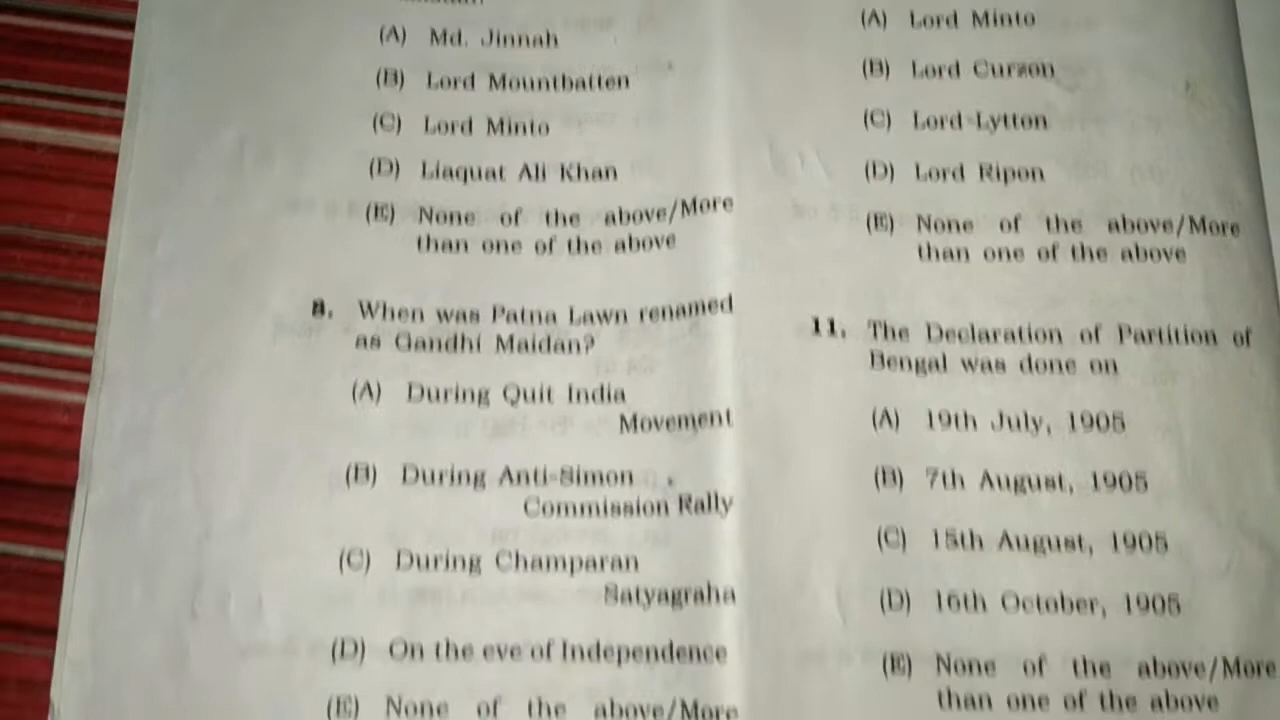 (A) Md. Jinnah
(B) Lord Mountbatten
(C) Lord Minto
(D) Liaquat Ali Khan
(E) None of the above/More
than one of the above
8. When was Patna Lawn renamed
as Gandhi Maidan?
(A) During Quit India
Movement
(B) During Anti-Simon
Commission Rally
(C) During Champaran
Satyagraha
(D) On the eve of Independence
(E) None of the above/More
(A) Lord Minto
(B) Lord Curzon
(C) Lord Lytton
(D) Lord Ripon
(E) None of the above/More
than one of the above
11. The Declaration of Partition of
Bengal was done on
(A) 19th July, 1905
(B) 7th August, 1905
(C) 15th August, 1905
(D) 16th October, 1905
(E) None of the above/More
than one of the above